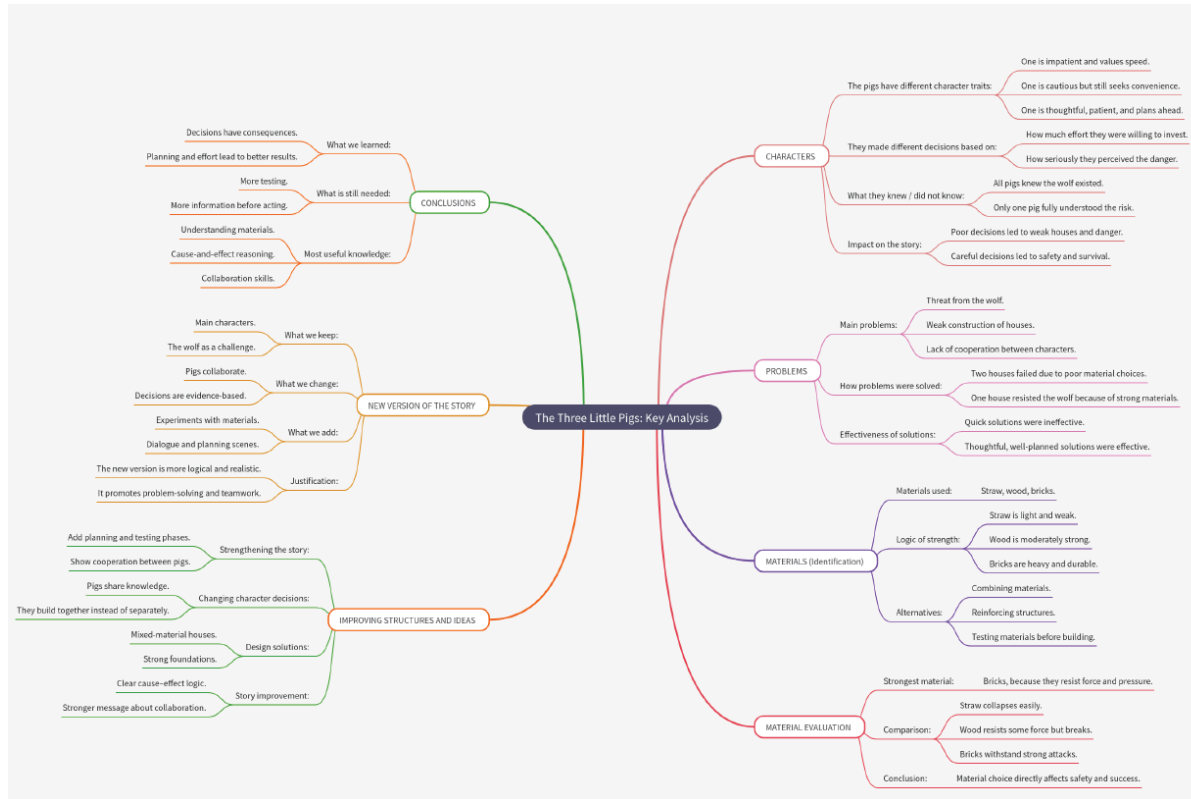 The Three Little Pigs: Key Analysis
CHARACTERS
The pigs have different character traits:
One is impatient and values speed.
One is cautious but still seeks convenience.
One is thoughtful, patient, and plans ahead.
They made different decisions based on:
How much effort they were willing to invest.
How seriously they perceived the danger.
What they knew / did not know:
All pigs knew the wolf existed.
Only one pig fully understood the risk.
Impact on the story:
Poor decisions led to weak houses and danger.
Careful decisions led to safety and survival.
PROBLEMS
Main problems:
Threat from the wolf.
Weak construction of houses.
Lack of cooperation between characters.
How problems were solved:
Two houses failed due to poor material choices.
One house resisted the wolf because of strong materials.
Effectiveness of solutions:
Quick solutions were ineffective.
Thoughtful, well-planned solutions were effective.
MATERIALS (Identification)
Materials used:
Straw, wood, bricks.
Logic of strength:
Straw is light and weak.
Wood is moderately strong.
Bricks are heavy and durable.
Alternatives:
Combining materials.
Reinforcing structures.
Testing materials before building.
MATERIAL EVALUATION
Strongest material:
Bricks, because they resist force and pressure.
Comparison:
Straw collapses easily.
Wood resists some force but breaks.
Bricks withstand strong attacks.
Conclusion:
Material choice directly affects safety and success.
CONCLUSIONS
What we learned:
Decisions have consequences.
Planning and effort lead to better results.
What is still needed:
More testing.
More information before acting.
Most useful knowledge:
Understanding materials.
Cause-and-effect reasoning.
Collaboration skills.
NEW VERSION OF THE STORY
What we keep:
Main characters.
The wolf as a challenge.
What we change:
Pigs collaborate.
Decisions are evidence-based.
What we add:
Experiments with materials.
Dialogue and planning scenes.
Justification:
The new version is more logical and realistic.
It promotes problem-solving and teamwork.
IMPROVING STRUCTURES AND IDEAS
Strengthening the story:
Add planning and testing phases.
Show cooperation between pigs.
Changing character decisions:
Pigs share knowledge.
They build together instead of separately.
Design solutions:
Mixed-material houses.
Strong foundations.
Story improvement:
Clear cause–effect logic.
Stronger message about collaboration.